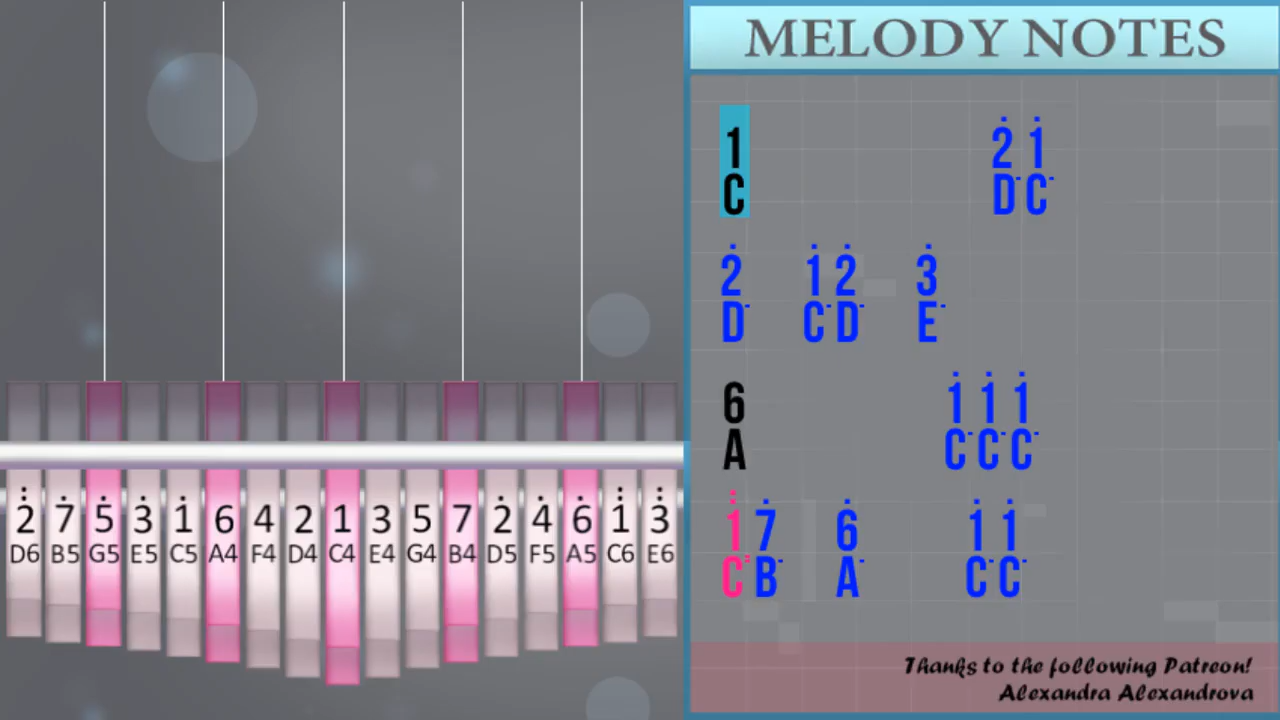 MELODY NOTES
1 2̇ 1̇
C D· C·
2̇ 1̇ 2̇ 3̇
D· C· D· E·
6 1̇ 1̇ 1̇
A C· C· C·
1̈ 7̇ 6̇ 1̇ 1̇
C: B· A· C· C·
2̈ 7̇ 5̇ 3̇ 1̇ 6 4 2 1 3 5 7 2̇ 4̇ 6̇ 1̈ 3̈
D6 B5 G5 E5 C5 A4 F4 D4 C4 E4 G4 B4 D5 F5 A5 C6 E6
Thanks to the following Patreon!
Alexandra Alexandrova